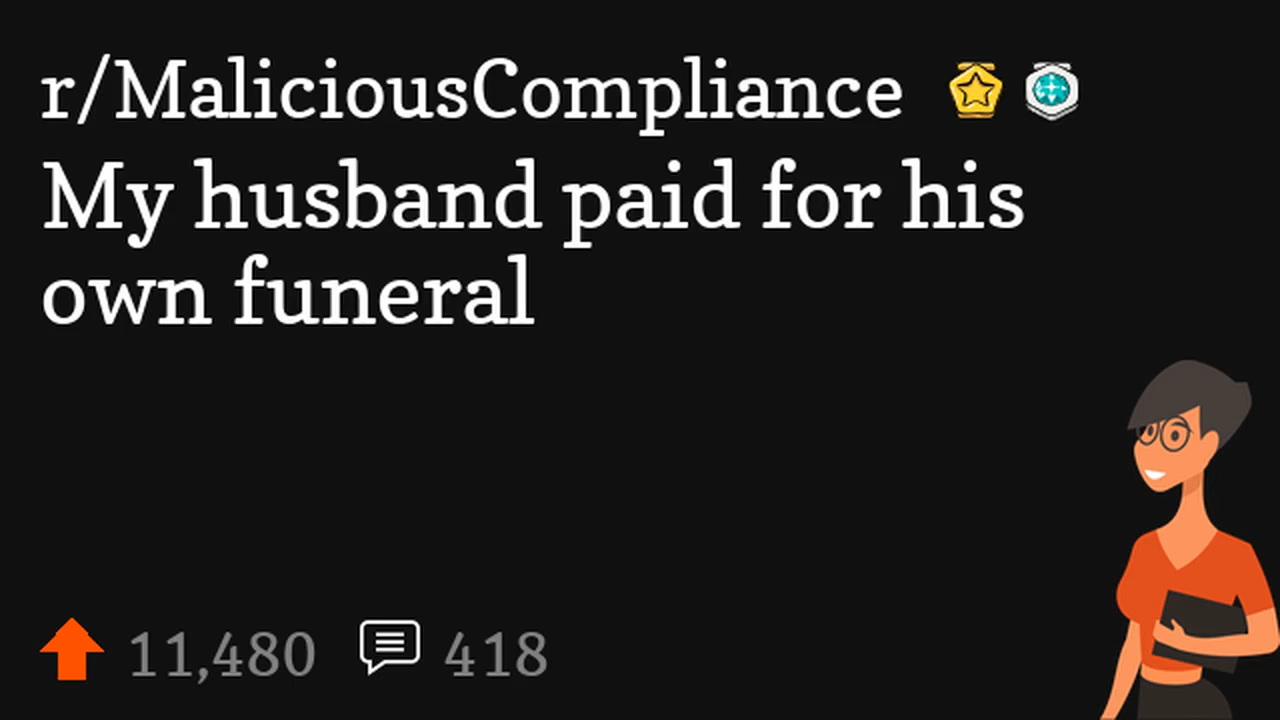 r/MaliciousCompliance
My husband paid for his
own funeral
11,480 418